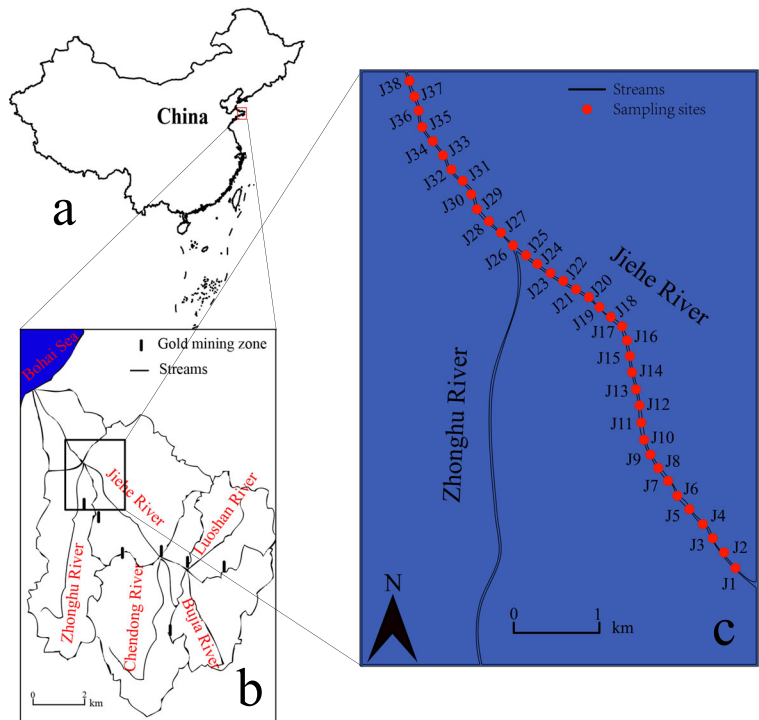 China
a
Bohai Sea
Gold mining zone
Streams
Jiehe River
Luoshan River
Zhonghu River
Chendong River
Bujia River
0 2
km
b
Streams
Sampling sites
J38
J37
J36
J35
J34
J33
J32
J31
J30
J29
J28
J27
J26
J25
J24
J23
J22
J21
J20
J19
J18
J17
J16
J15
J14
J13
J12
J11
J10
J9
J8
J7
J6
J5
J4
J3
J2
J1
Jiehe River
Zhonghu River
N
0 1
km
c